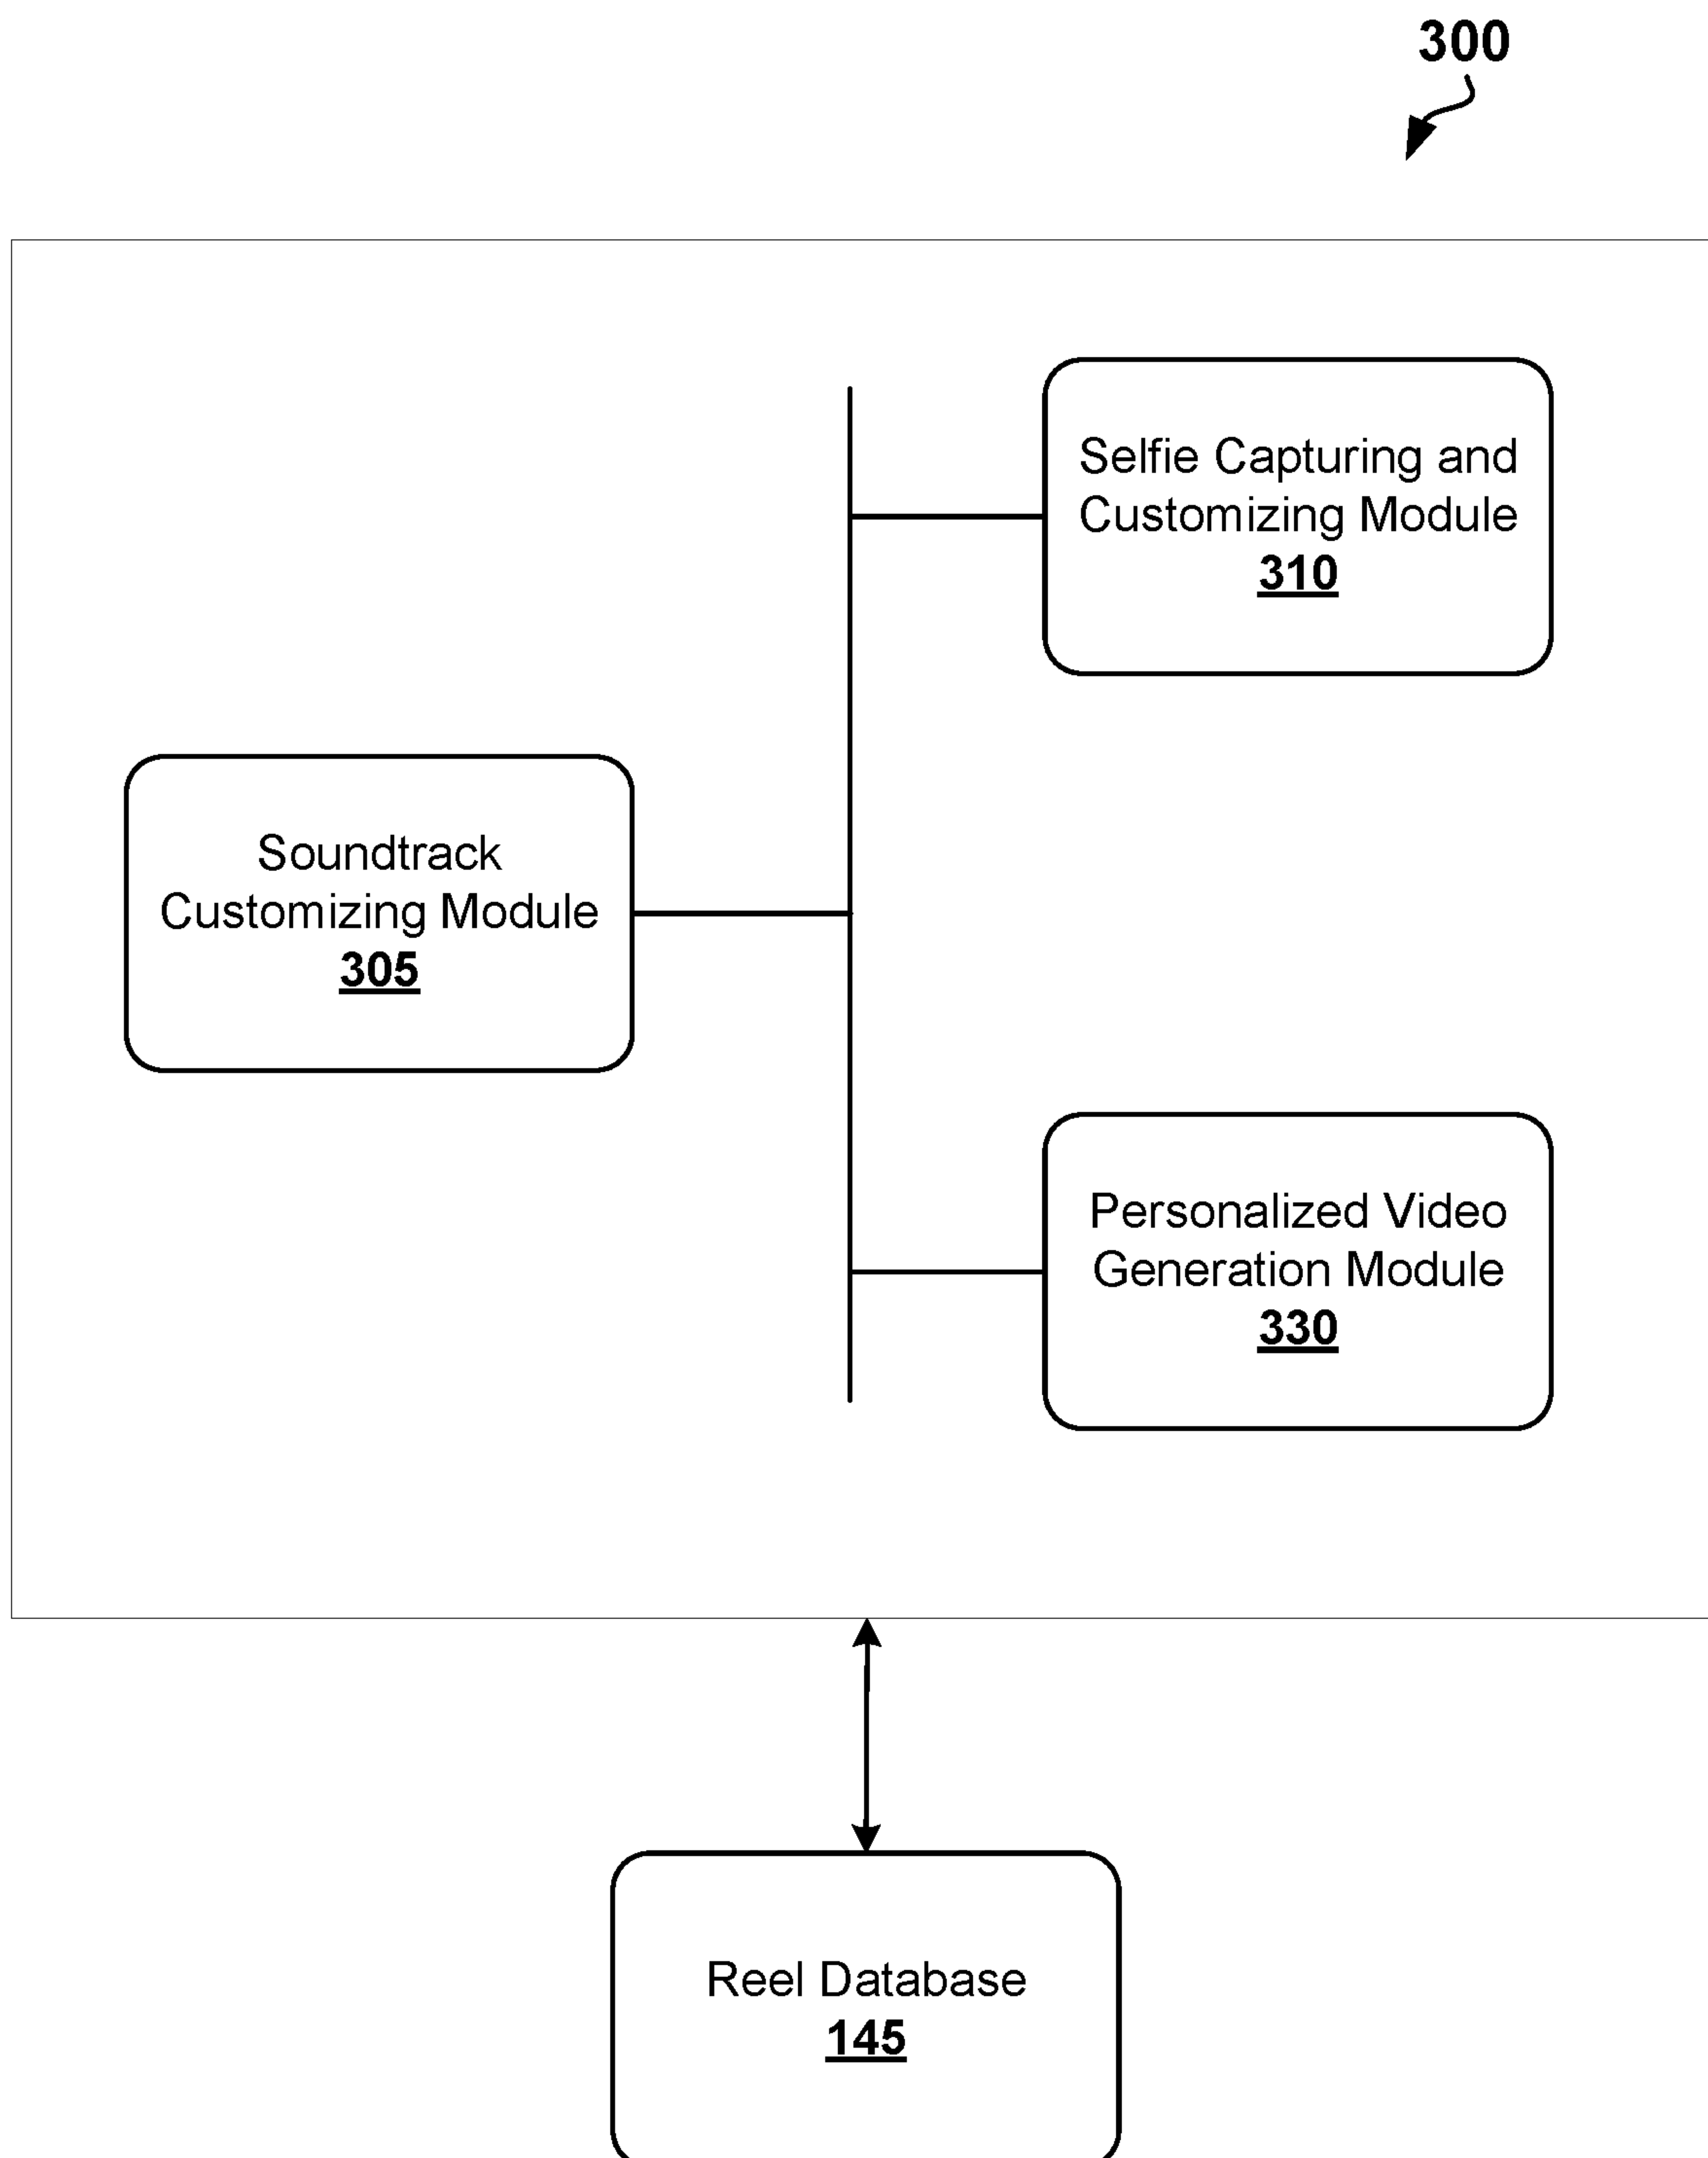 300
Selfie Capturing and
Customizing Module
310
Soundtrack
Customizing Module
305
Personalized Video
Generation Module
330
Reel Database
145